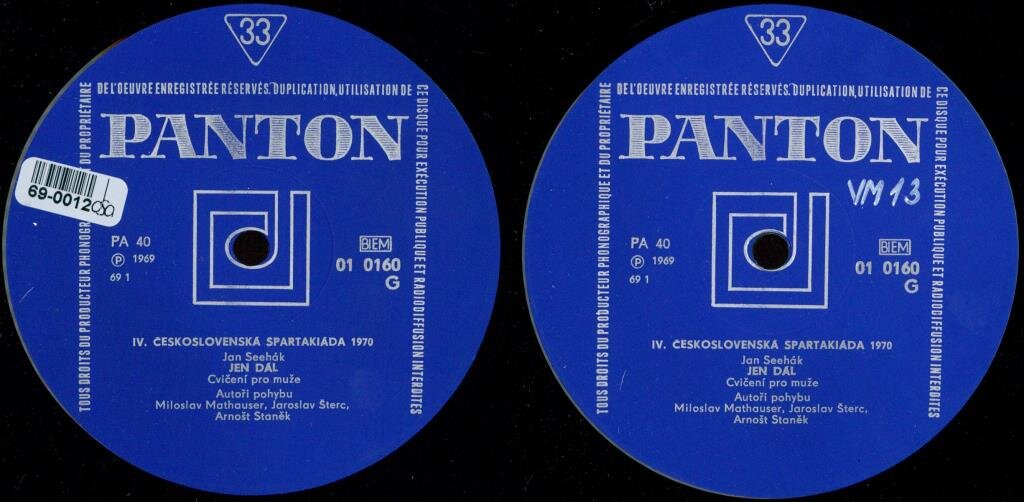 33
DE L'OEUVRE ENREGISTRÉE RÉSERVÉS. DUPLICATION, UTILISATION DE
CE DISQUE POUR EXÉCUTION PUBLIQUE ET RADIODIFFUSION INTERDITES
TOUS DROITS DU PRODUCTEUR PHONOGR DU PROPRIÉTAIRE
PANTON
69-0012
PA 40
℗ 1969
69 1
BIEM
01 0160
G
IV. ČESKOSLOVENSKÁ SPARTAKIÁDA 1970
Jan Seehák
JEN DÁL
Cvičení pro muže
Autoři pohybu
Miloslav Mathauser, Jaroslav Šterc,
Arnošt Staněk
33
DE L'OEUVRE ENREGISTRÉE RÉSERVÉS. DUPLICATION, UTILISATION DE
CE DISQUE POUR EXÉCUTION PUBLIQUE ET RADIODIFFUSION INTERDITES
TOUS DROITS DU PRODUCTEUR PHONOGRAPHIQUE ET DU PROPRIÉTAIRE
PANTON
VM 13
PA 40
℗ 1969
69 1
BIEM
01 0160
G
IV. ČESKOSLOVENSKÁ SPARTAKIÁDA 1970
Jan Seehák
JEN DÁL
Cvičení pro muže
Autoři pohybu
Miloslav Mathauser, Jaroslav Šterc,
Arnošt Staněk